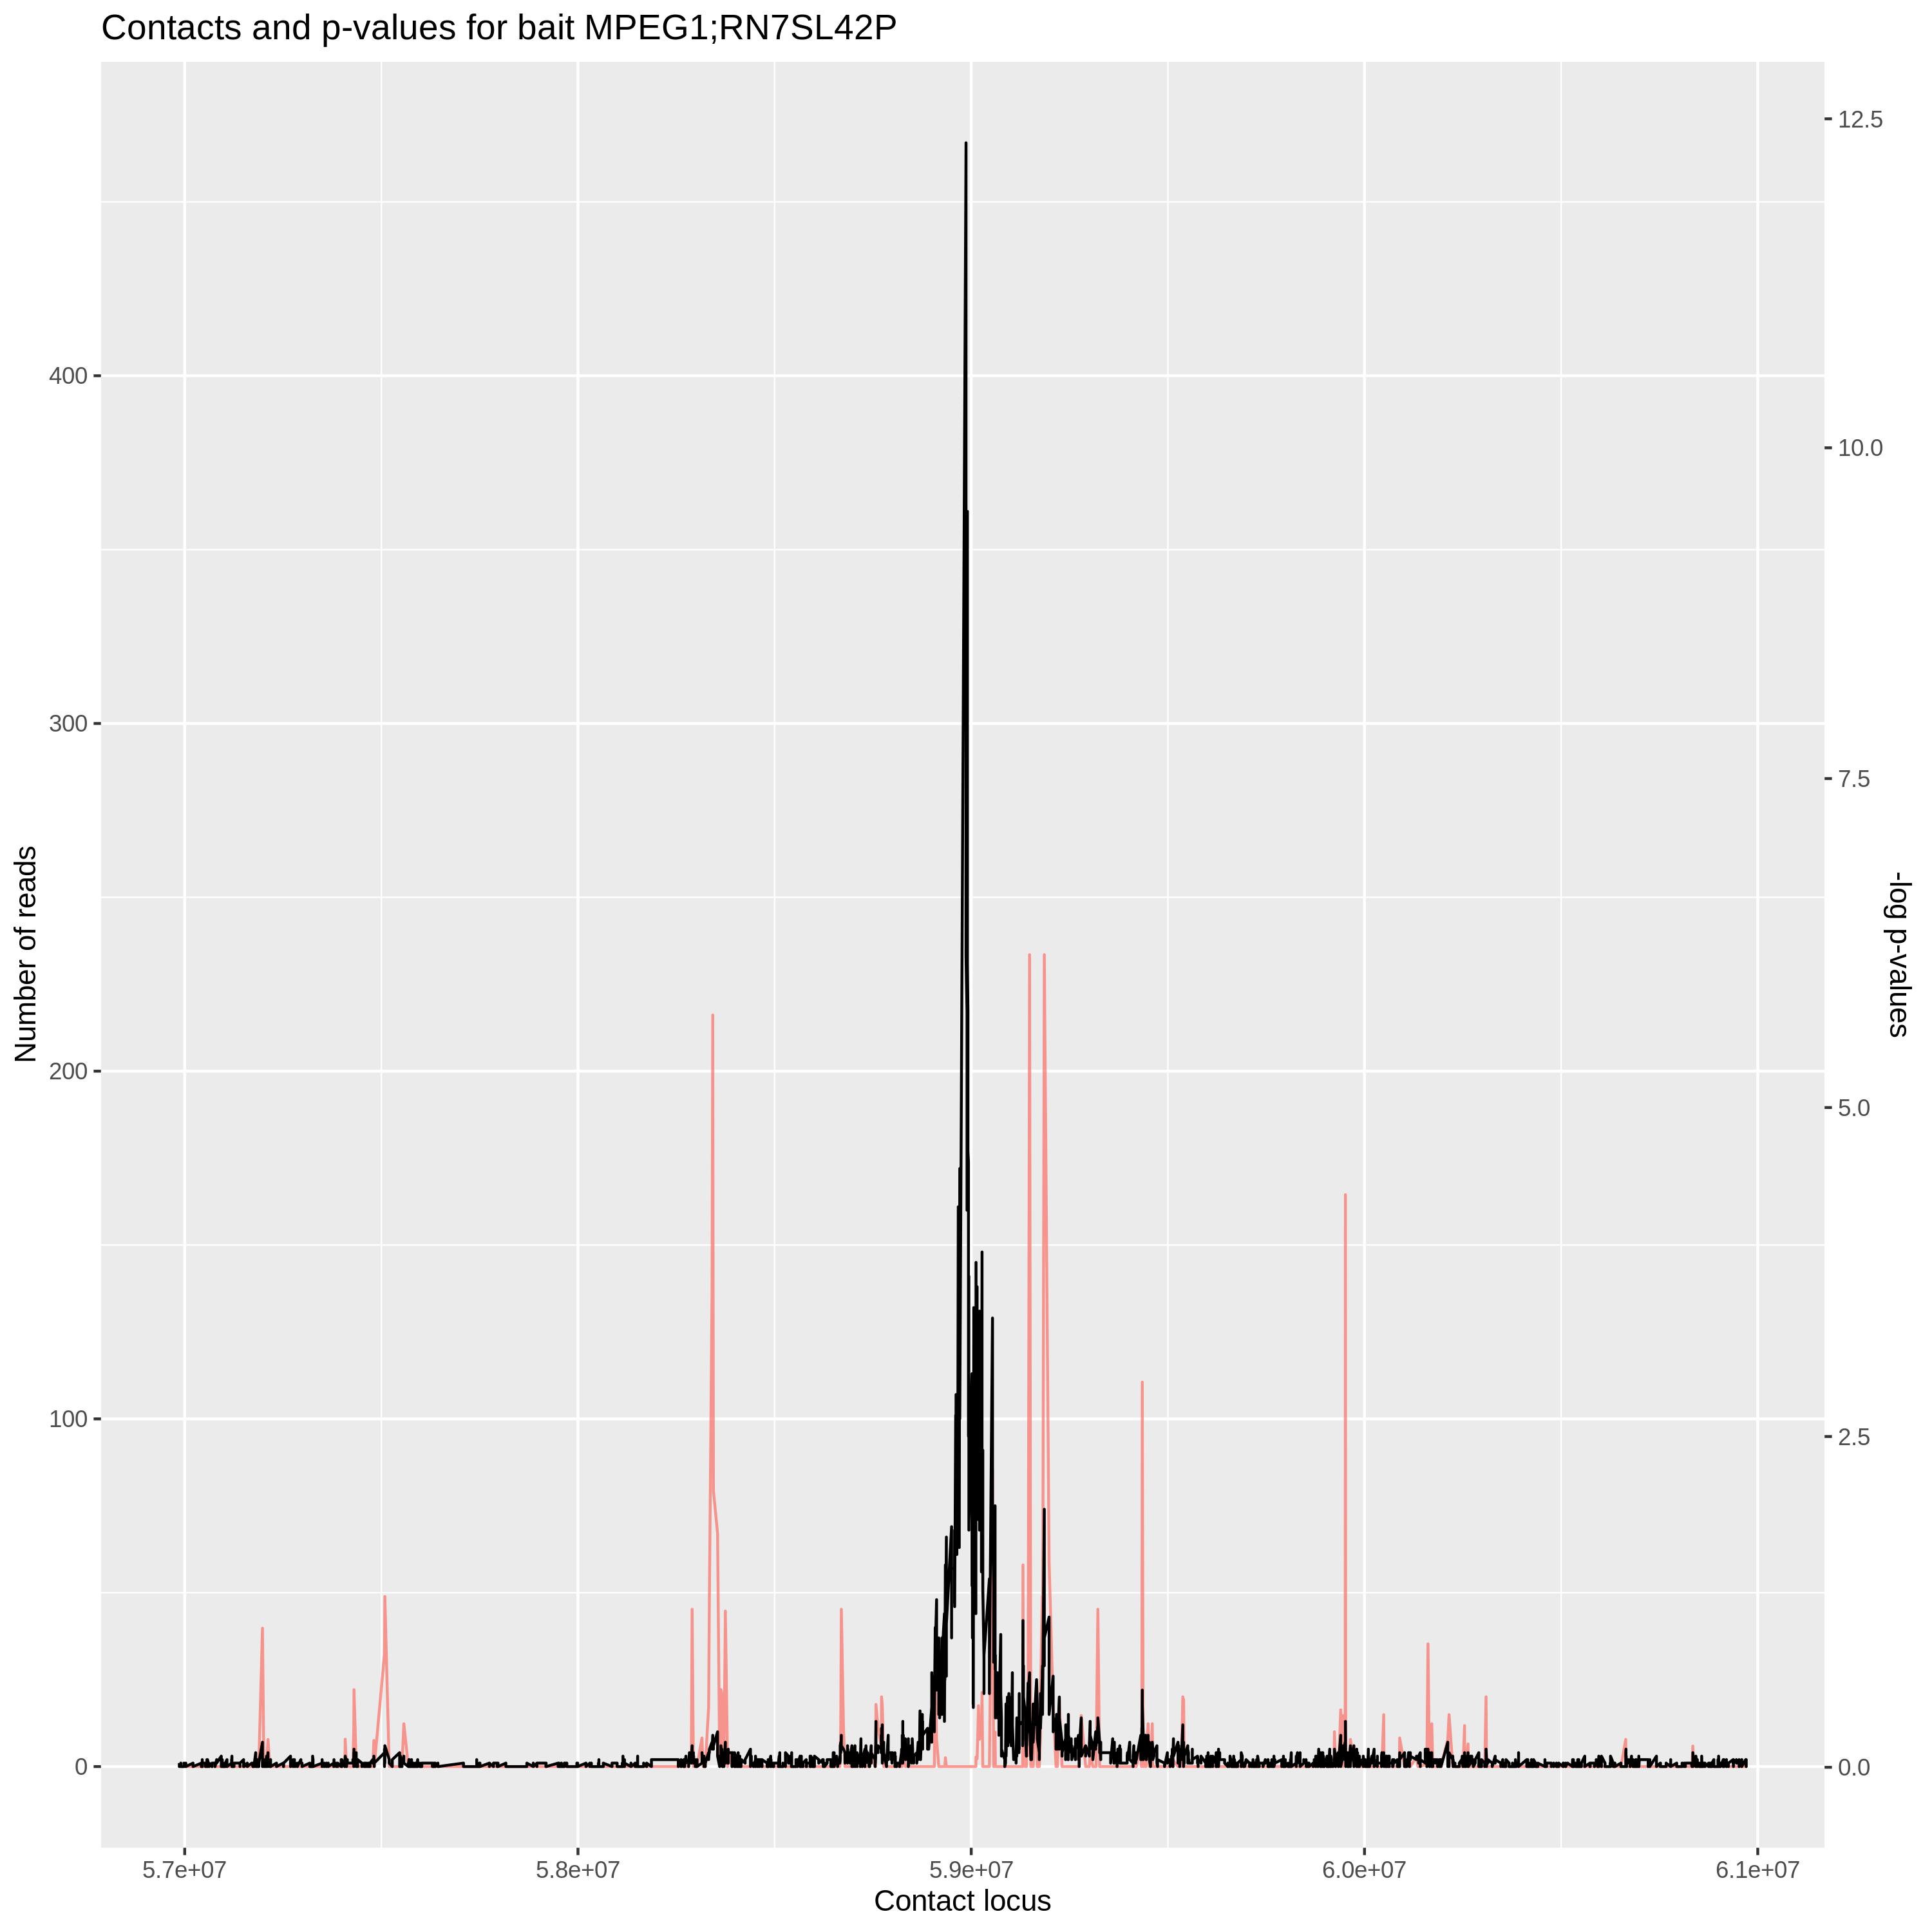 Contacts and p-values for bait MPEG1;RN7SL42P
Number of reads
400
300
200
100
0
12.5
10.0
7.5
5.0
2.5
0.0
-log p-values
5.7e+07
5.8e+07
5.9e+07
6.0e+07
6.1e+07
Contact locus